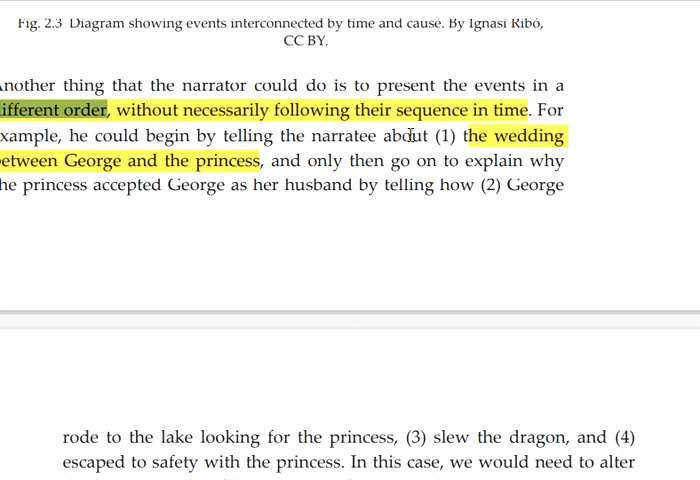 Fig. 2.3 Diagram showing events interconnected by time and cause. By Ignasi Ribó,
CC BY.
nother thing that the narrator could do is to present the events in a
ifferent order, without necessarily following their sequence in time. For
xample, he could begin by telling the narratee about (1) the wedding
etween George and the princess, and only then go on to explain why
he princess accepted George as her husband by telling how (2) George
rode to the lake looking for the princess, (3) slew the dragon, and (4)
escaped to safety with the princess. In this case, we would need to alter